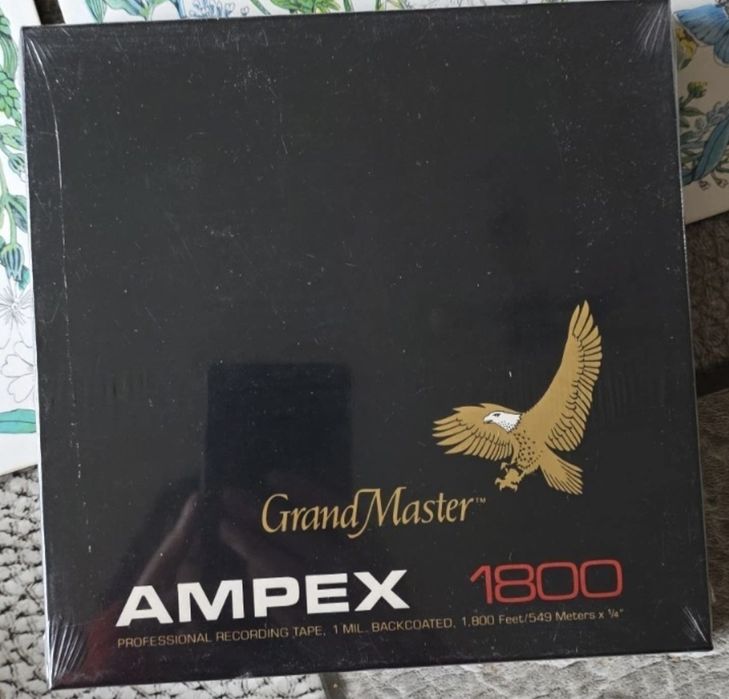 GrandMaster™
AMPEX 1800
PROFESSIONAL RECORDING TAPE, 1 MIL. BACKCOATED, 1,800 Feet/549 Meters x ¼"